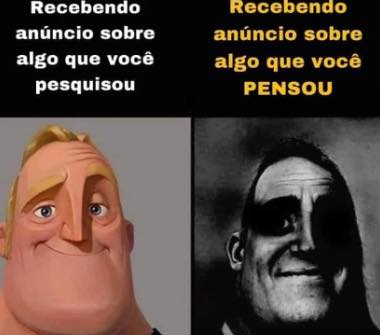 Recebendo
anúncio sobre
algo que você
pesquisou
Recebendo
anúncio sobre
algo que você
PENSOU